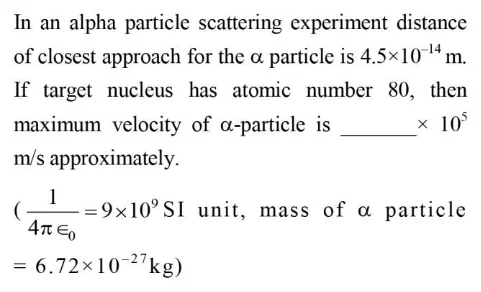 In an alpha particle scattering experiment distance
of closest approach for the α particle is 4.5×10⁻¹⁴ m.
If target nucleus has atomic number 80, then
maximum velocity of α-particle is ______× 10⁵
m/s approximately.
(1/4π∈₀ = 9×10⁹ SI unit, mass of α particle
= 6.72×10⁻²⁷ kg)